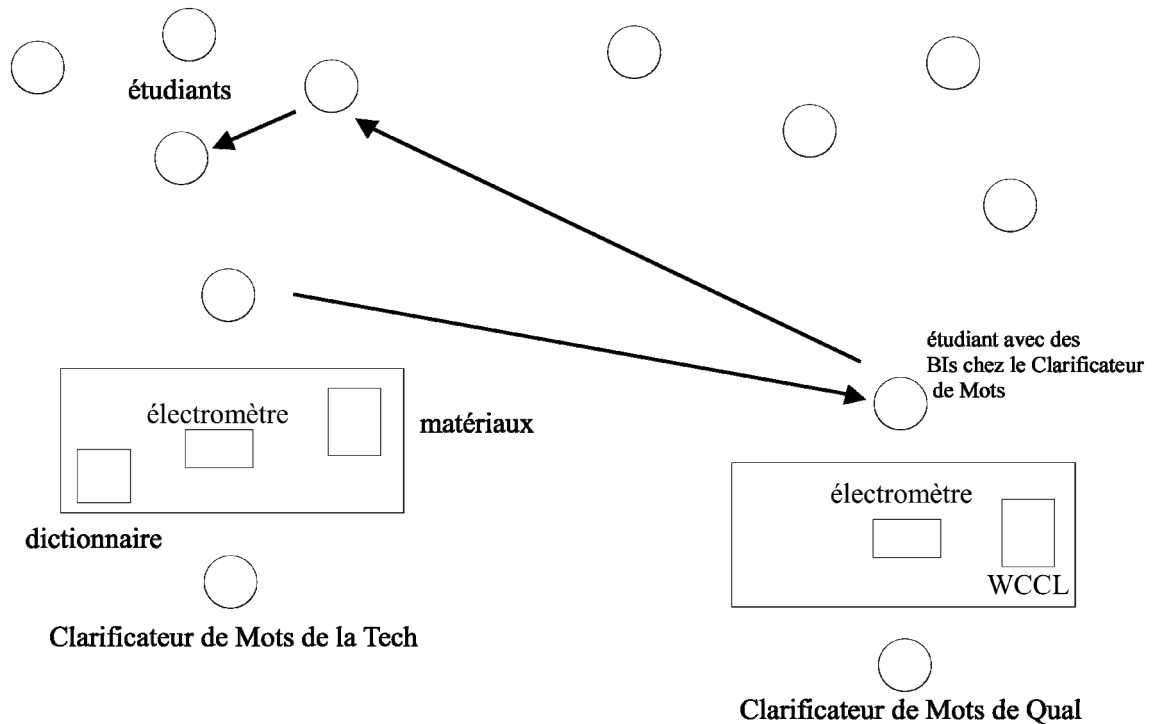 étudiants
étudiant avec des
BIs chez le Clarificateur
de Mots
électromètre
matériaux
dictionnaire
Clarificateur de Mots de la Tech
électromètre
WCCL
Clarificateur de Mots de Qual